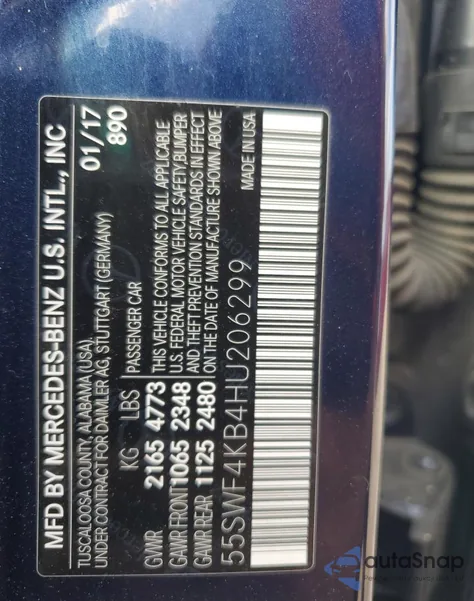 MFD BY MERCEDES-BENZ U.S. INTL., INC
TUSCALOOSA COUNTY, ALABAMA (USA)
UNDER CONTRACT FOR DAIMLER AG, STUTTGART (GERMANY)
01/17
890
KG LBS
GVWR 2165 4773
GAWR FRONT 1065 2348
GAWR REAR 1125 2480
PASSENGER CAR
THIS VEHICLE CONFORMS TO ALL APPLICABLE
U.S. FEDERAL MOTOR VEHICLE SAFETY, BUMPER
AND THEFT PREVENTION STANDARDS IN EFFECT
ON THE DATE OF MANUFACTURE SHOWN ABOVE
55SWF4KB4HU206299
MADE IN USA
autaSnap